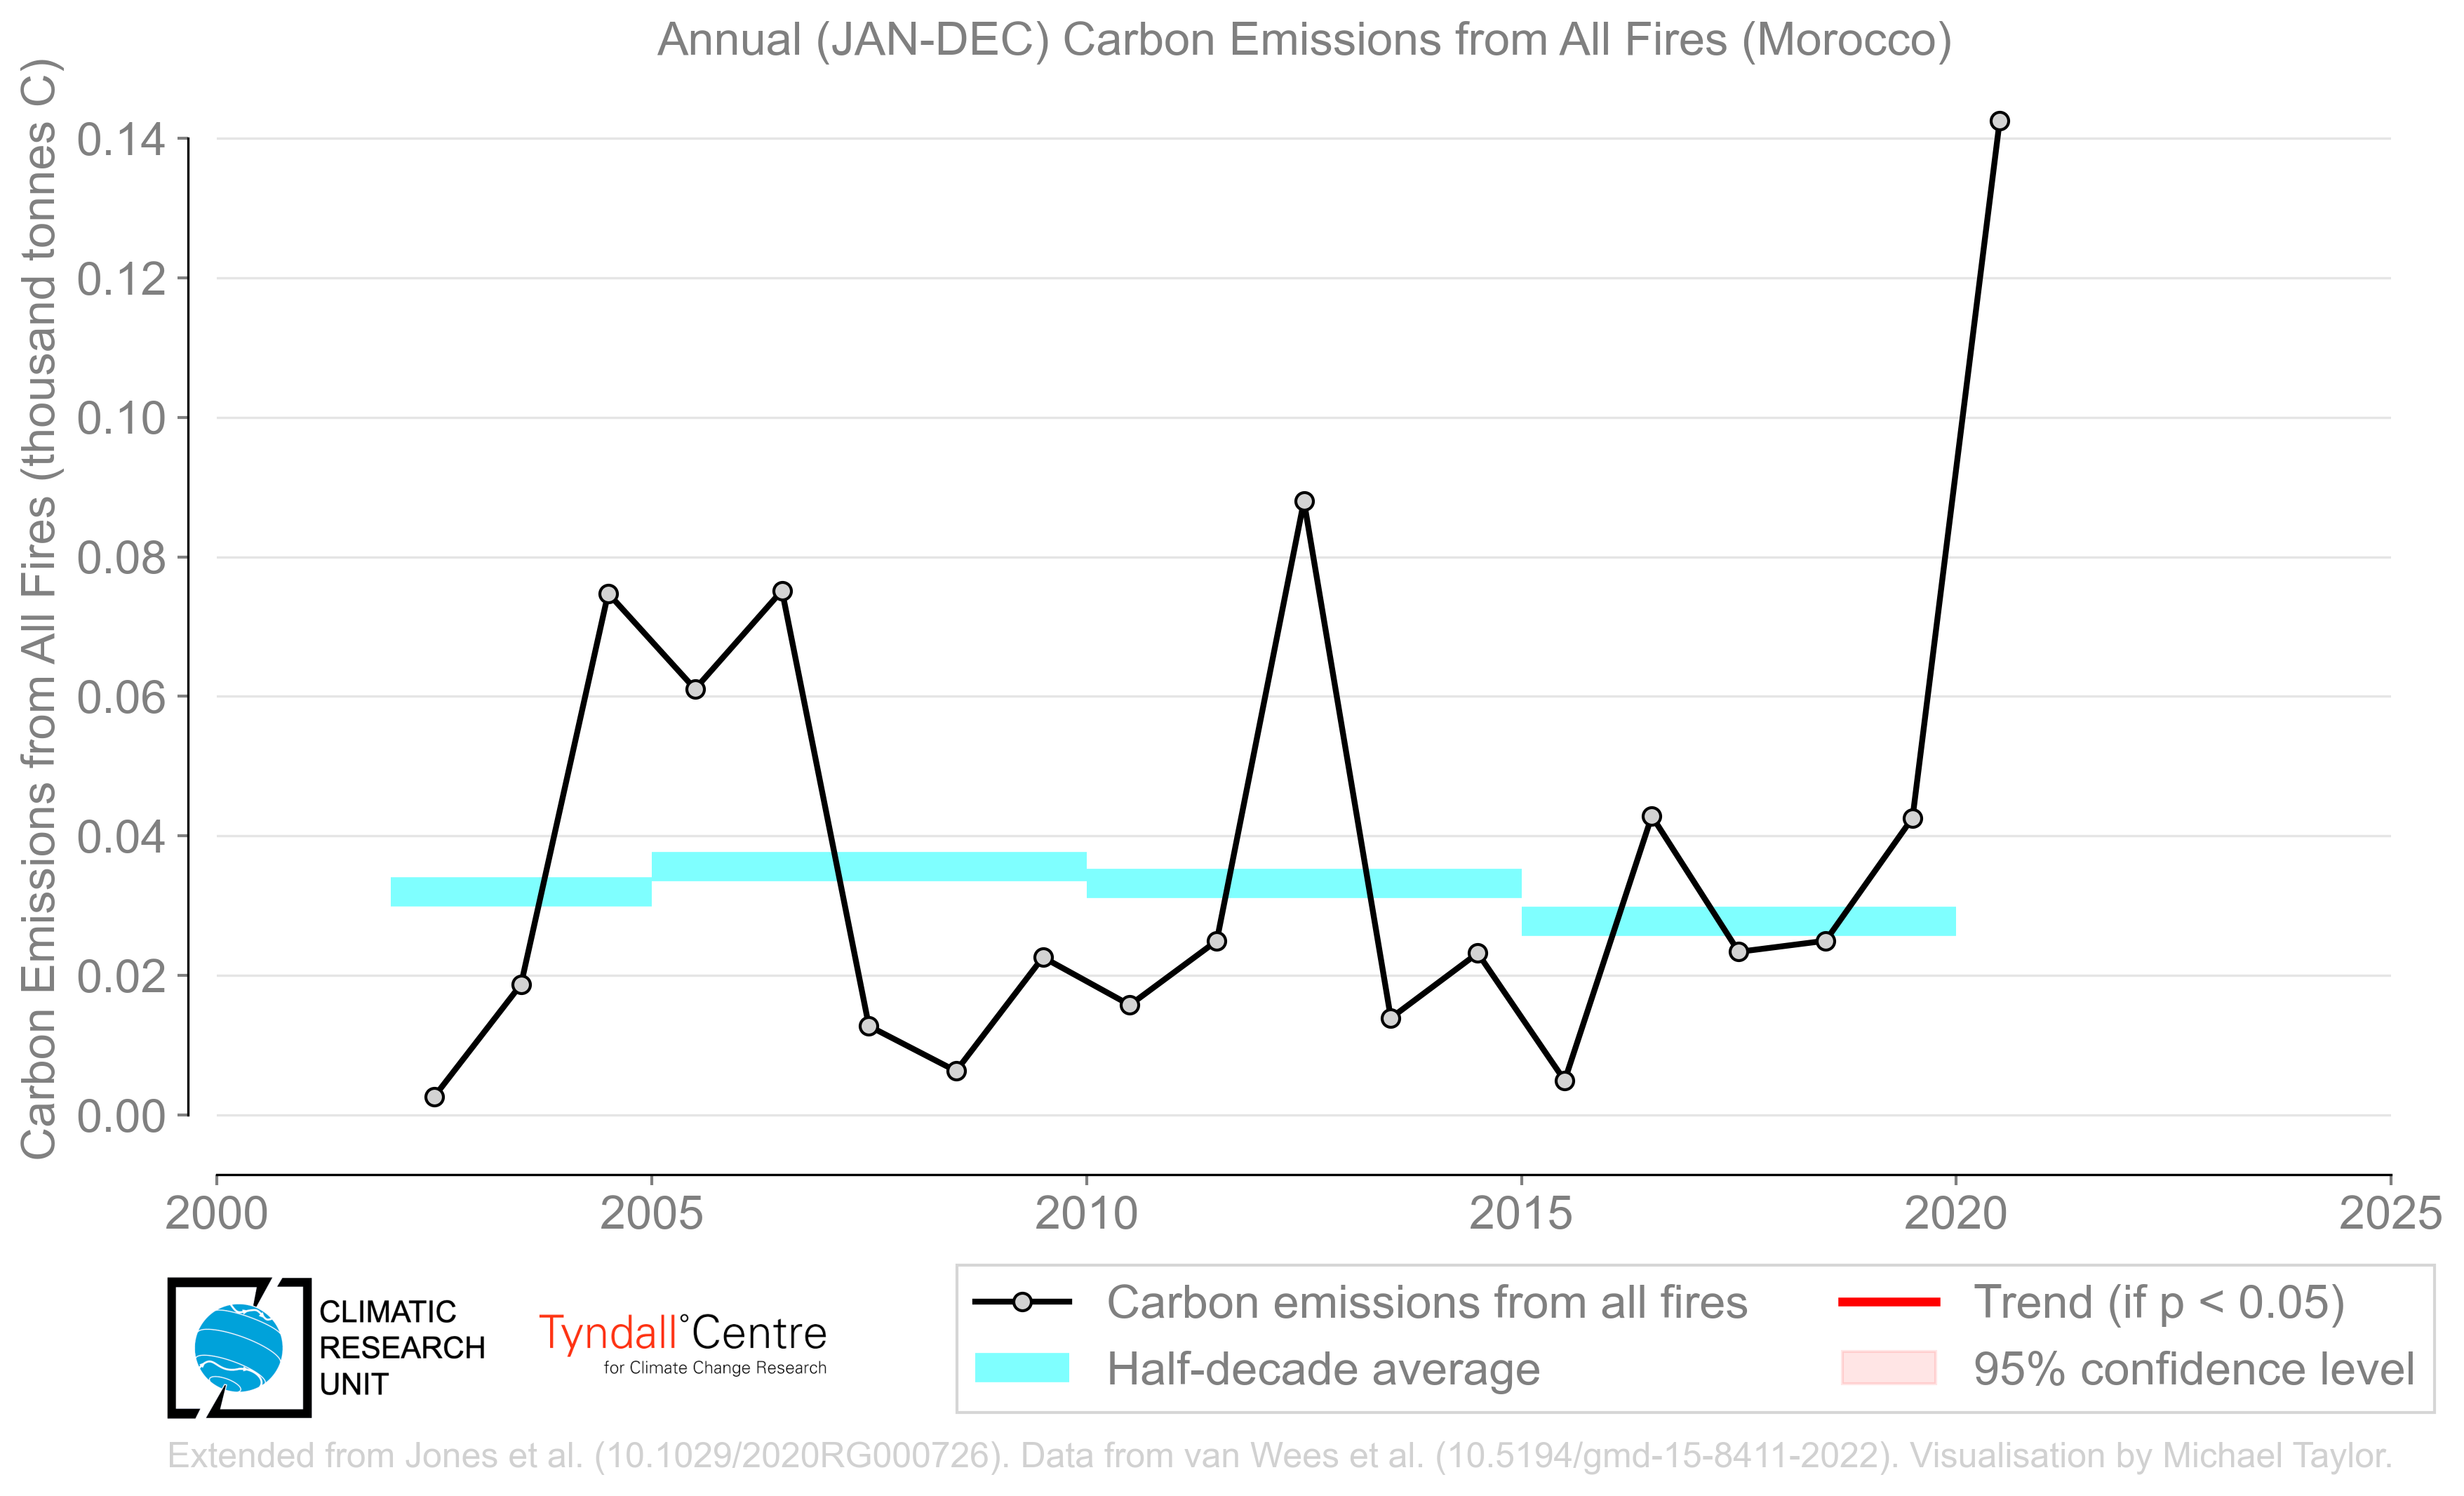 Annual (JAN-DEC) Carbon Emissions from All Fires (Morocco)
Carbon Emissions from All Fires (thousand tonnes C)
0.14
0.12
0.10
0.08
0.06
0.04
0.02
0.00
2000 2005 2010 2015 2020 2025
CLIMATIC
RESEARCH
UNIT
Tyndall°Centre
for Climate Change Research
Carbon emissions from all fires
Half-decade average
Trend (if p < 0.05)
95% confidence level
Extended from Jones et al. (10.1029/2020RG000726). Data from van Wees et al. (10.5194/gmd-15-8411-2022). Visualisation by Michael Taylor.